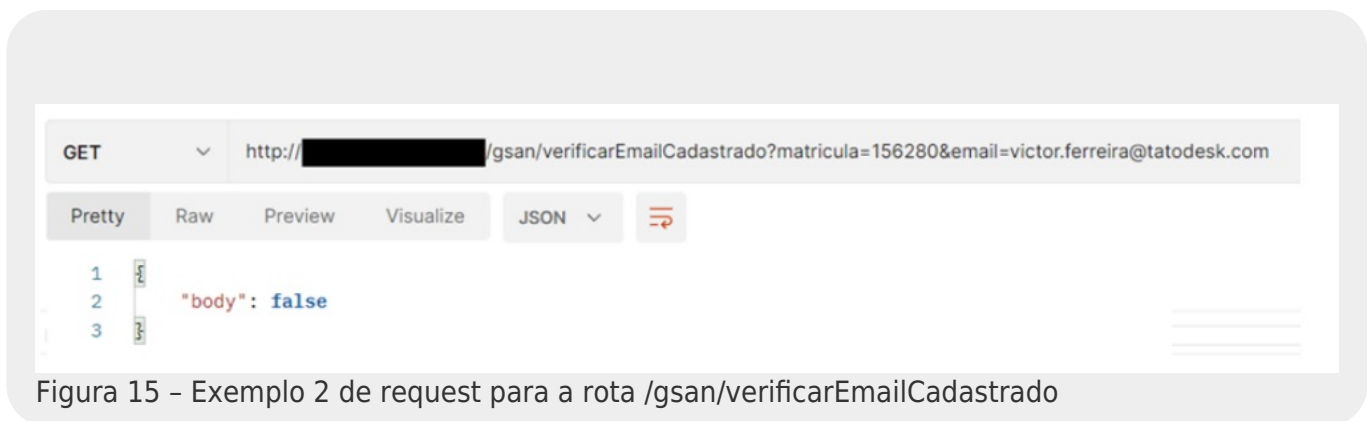 GET http:// /gsan/verificarEmailCadastrado?matricula=156280&email=victor.ferreira@tatodesk.com
Pretty Raw Preview Visualize JSON
1 {
2 "body": false
3 }
Figura 15 – Exemplo 2 de request para a rota /gsan/verificarEmailCadastrado